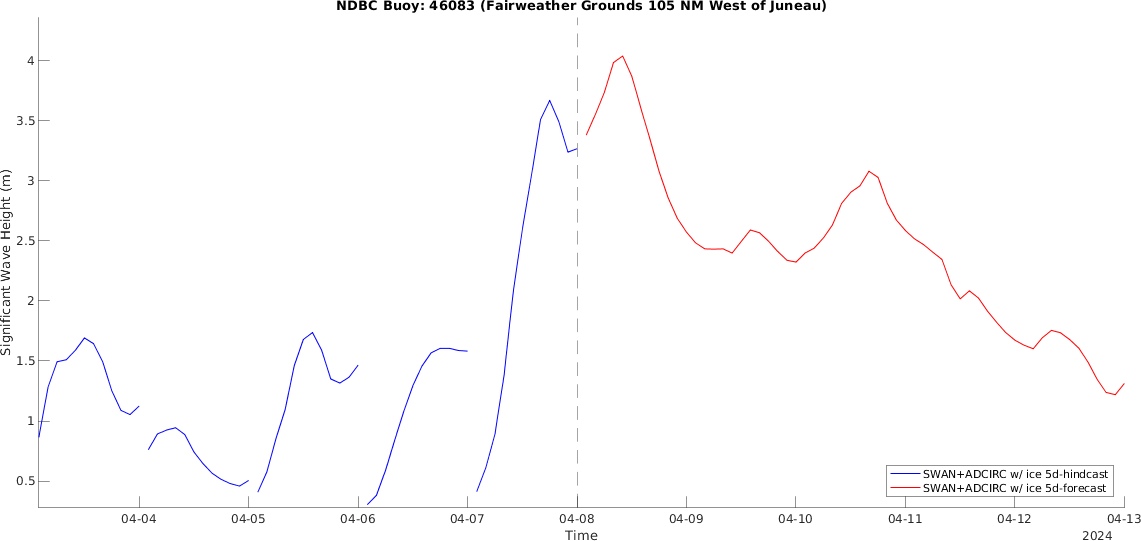 NDBC Buoy: 46083 (Fairweather Grounds 105 NM West of Juneau)
Significant Wave Height (m)
4
3.5
3
2.5
2
1.5
1
0.5
SWAN+ADCIRC w/ ice 5d-hindcast
SWAN+ADCIRC w/ ice 5d-forecast
04-04 04-05 04-06 04-07 04-08 04-09 04-10 04-11 04-12 04-13
Time
2024